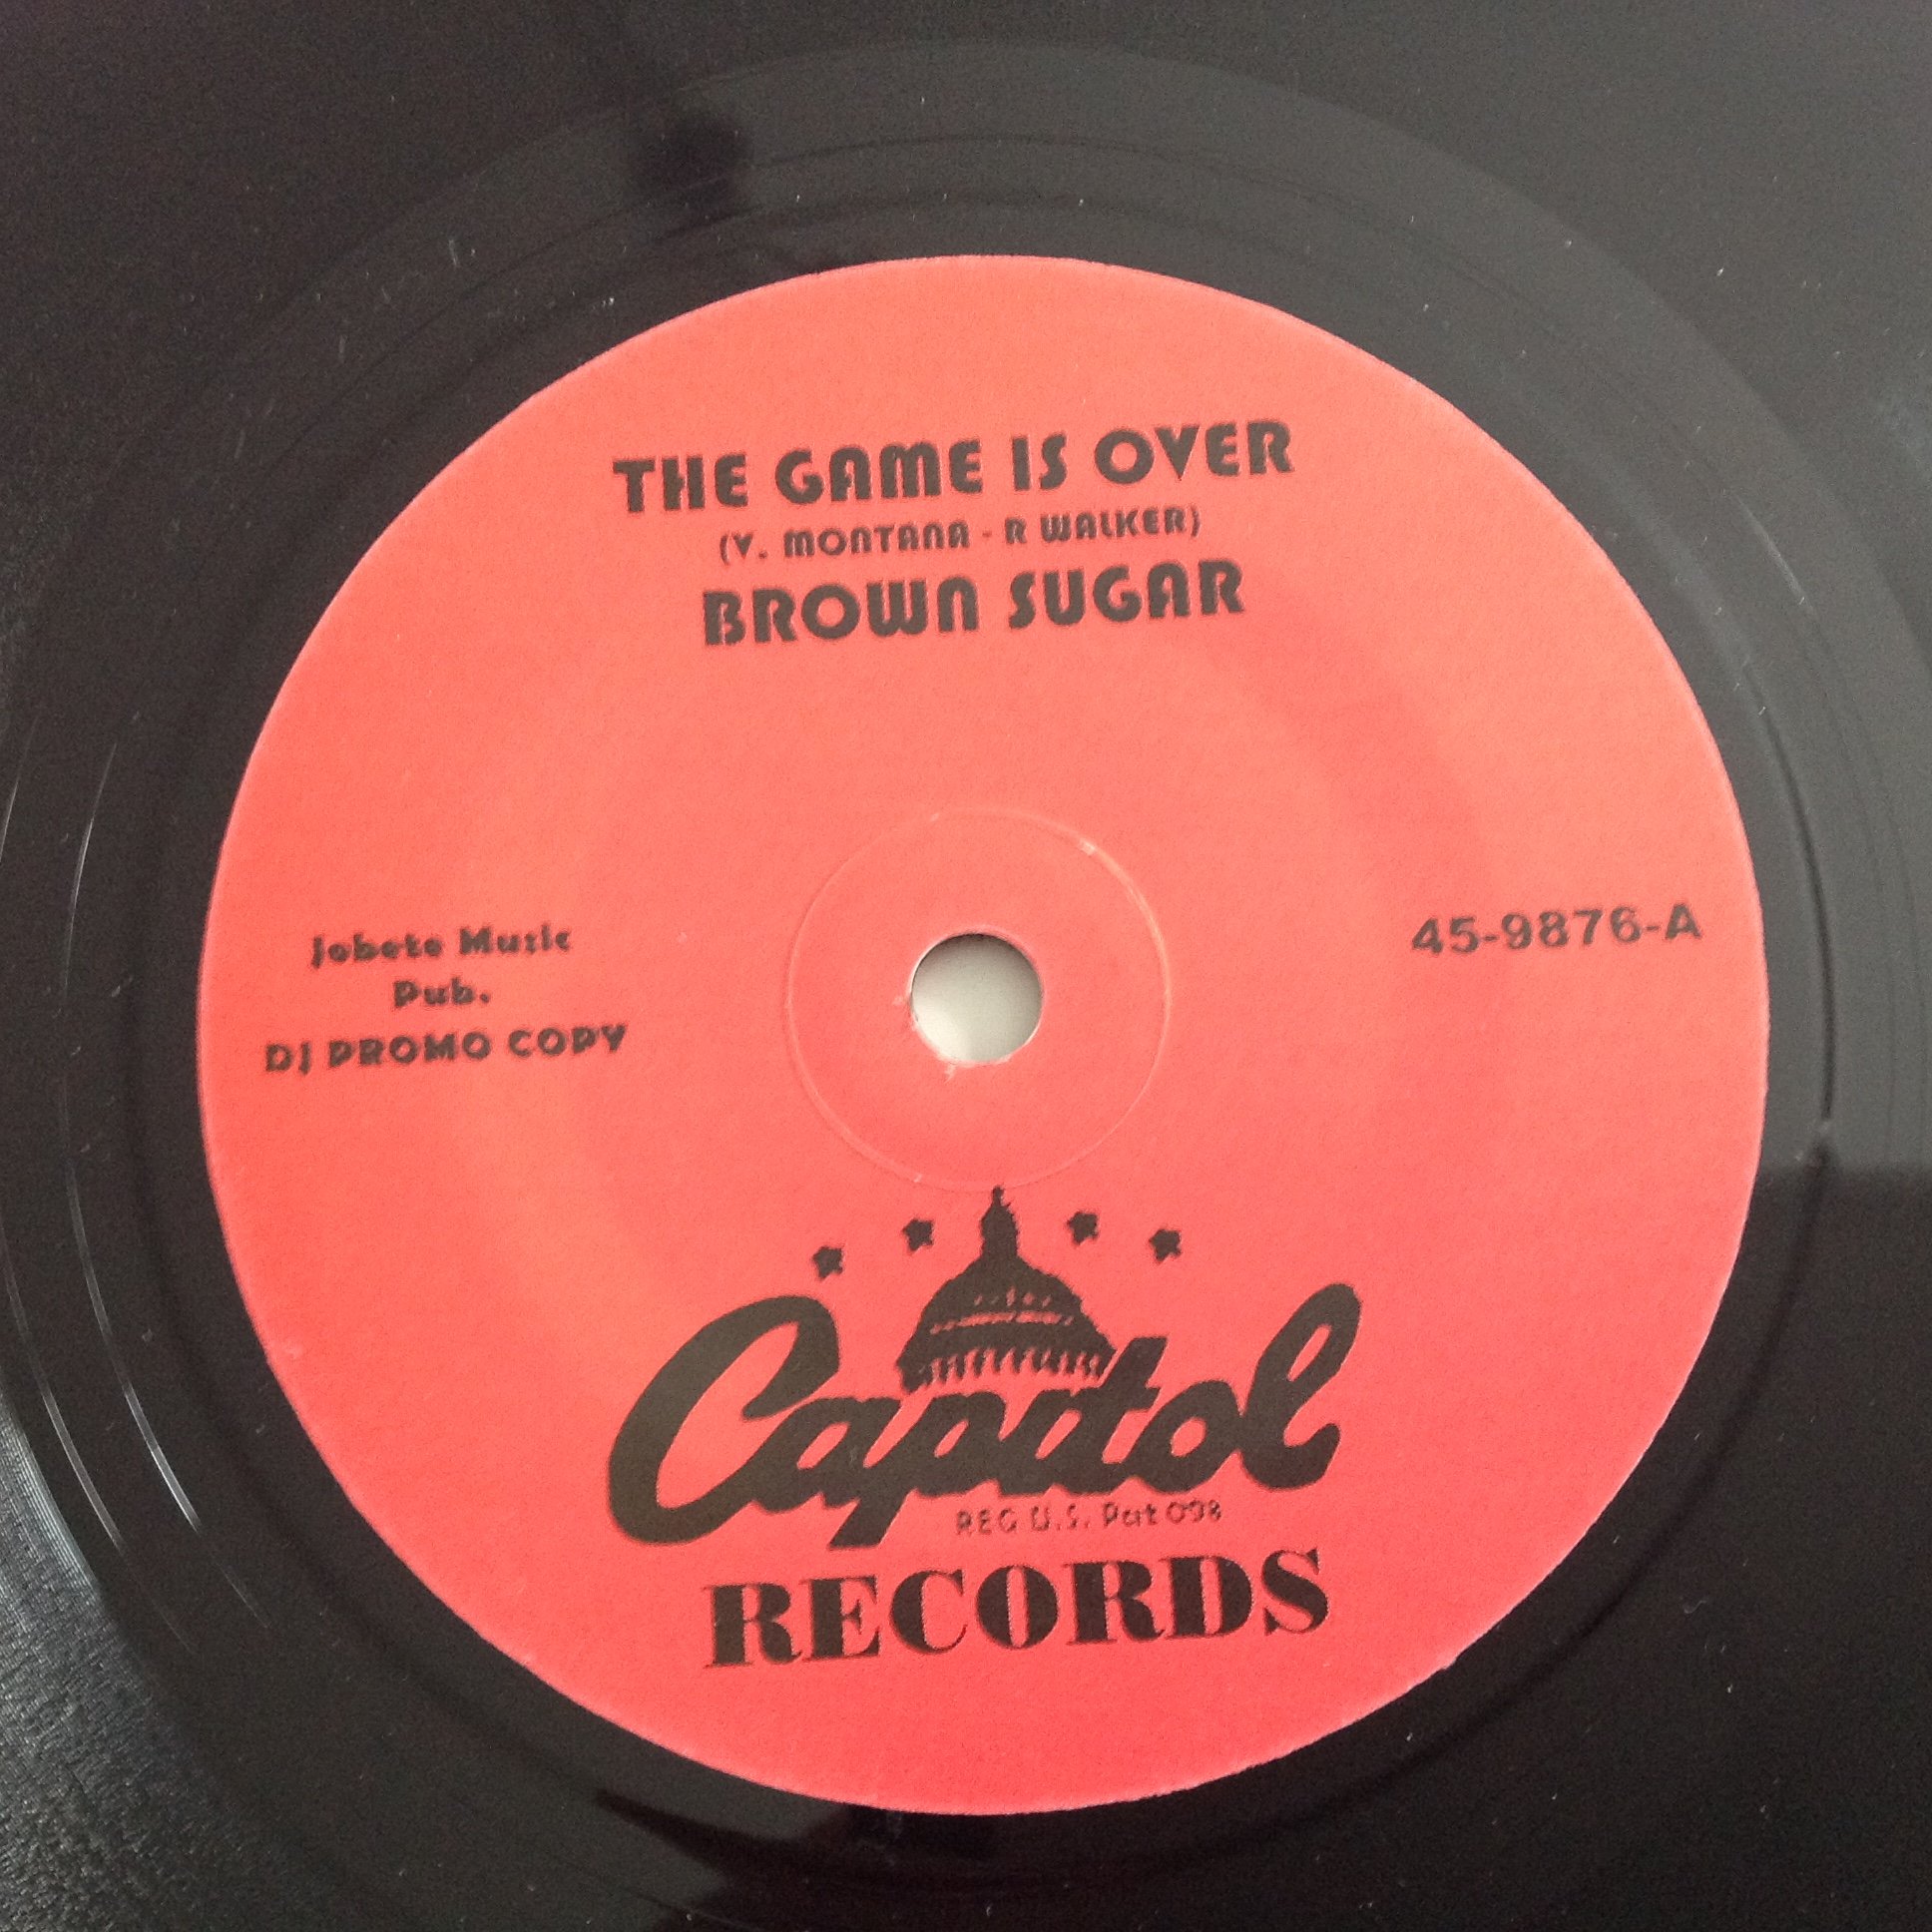 THE GAME IS OVER
(V. MONTANA - R WALKER)
BROWN SUGAR
Jobete Music
Pub.
DJ PROMO COPY
45-9876-A
Capitol
REG U.S. Pat 098
RECORDS